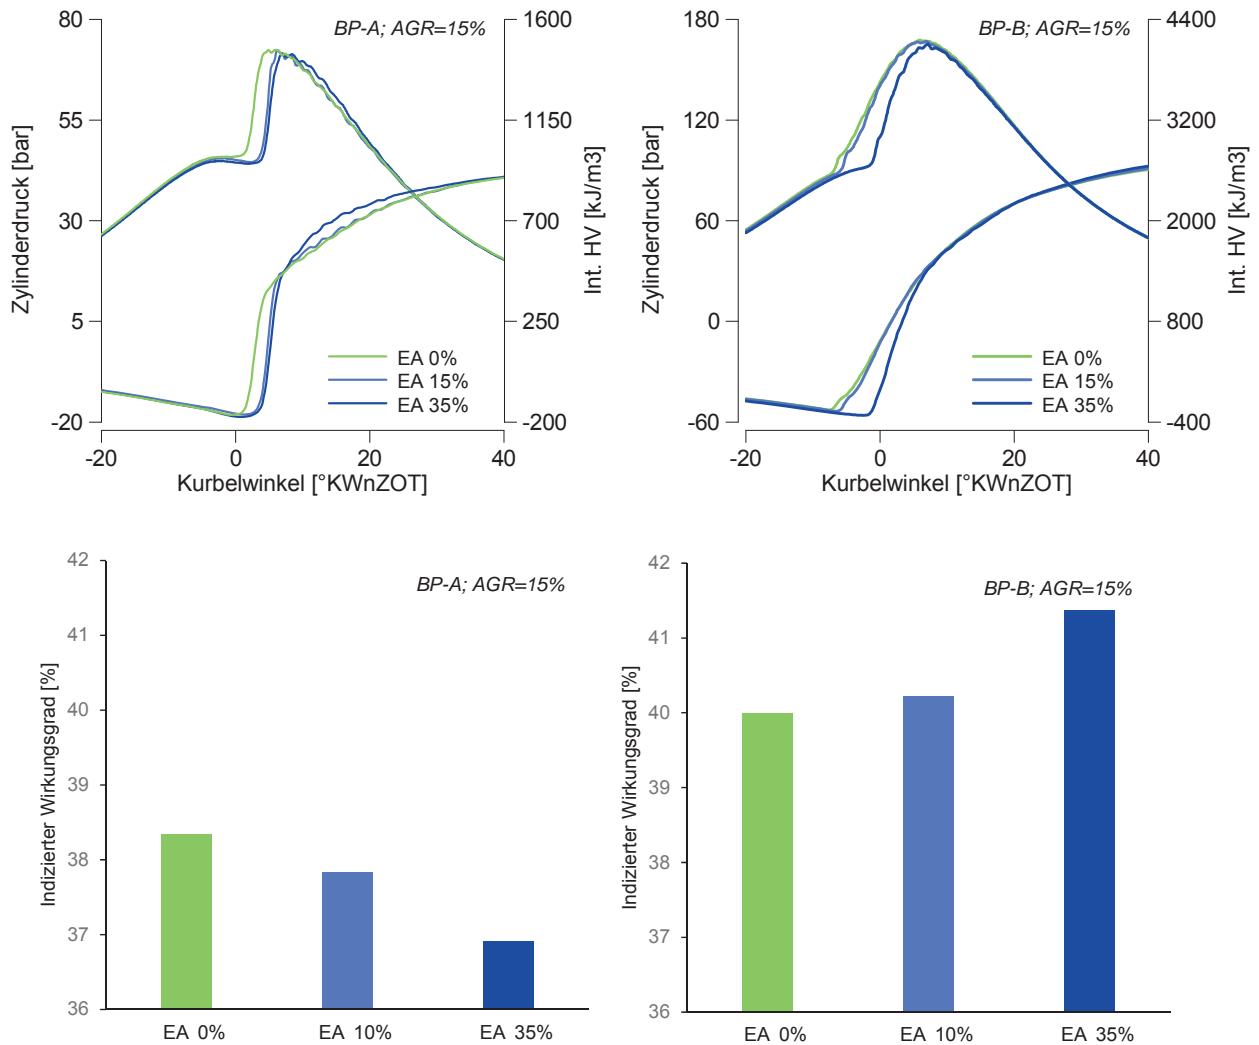 BP-A; AGR=15%
80
55
30
5
-20
Zylinderdruck [bar]
1600
1150
700
250
-200
Int. HV [kJ/m3]
EA 0%
EA 15%
EA 35%
-20 0 20 40
Kurbelwinkel [°KWnZOT]
BP-B; AGR=15%
180
120
60
0
-60
Zylinderdruck [bar]
4400
3200
2000
800
-400
Int. HV [kJ/m3]
EA 0%
EA 15%
EA 35%
-20 0 20 40
Kurbelwinkel [°KWnZOT]
BP-A; AGR=15%
42
41
40
39
38
37
36
Indizierter Wirkungsgrad [%]
EA 0% EA 10% EA 35%
BP-B; AGR=15%
42
41
40
39
38
37
36
Indizierter Wirkungsgrad [%]
EA 0% EA 10% EA 35%